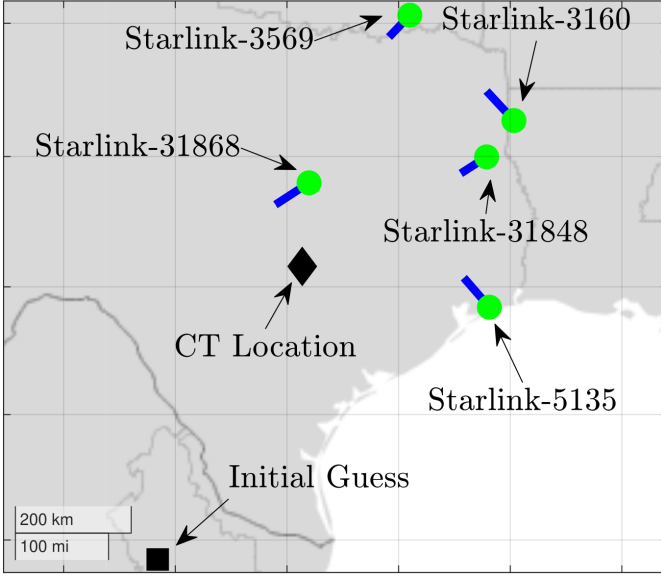 Starlink-3160
Starlink-3569
Starlink-31868
Starlink-31848
CT Location
Starlink-5135
Initial Guess
200 km
100 mi